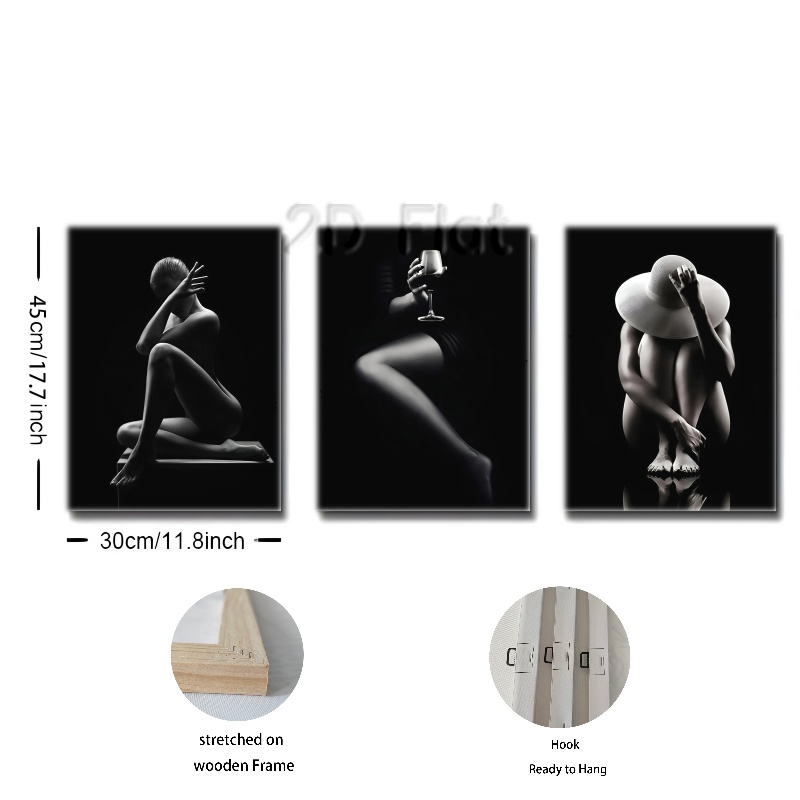 2D Flat
45cm/17.7inch
30cm/11.8inch
stretched on
wooden Frame
Hook
Ready to Hang